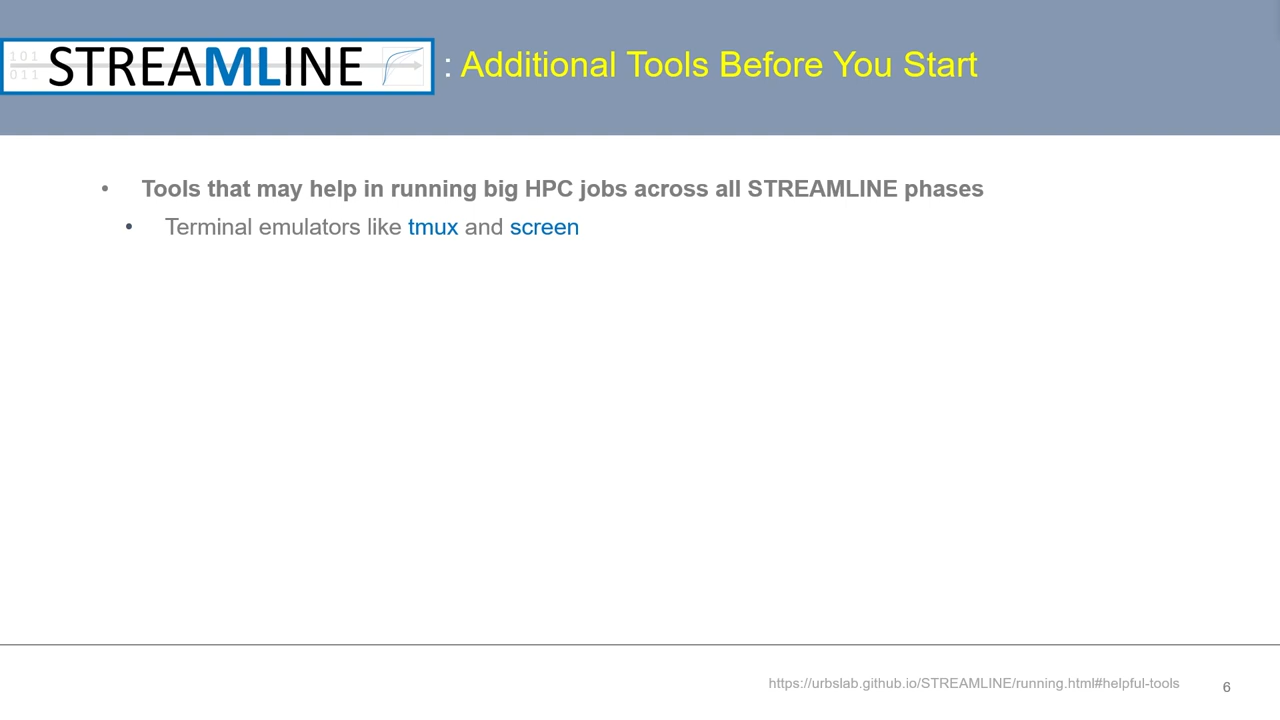 101
011
STREAMLINE : Additional Tools Before You Start
• Tools that may help in running big HPC jobs across all STREAMLINE phases
• Terminal emulators like tmux and screen
https://urbslab.github.io/STREAMLINE/running.html#helpful-tools
6